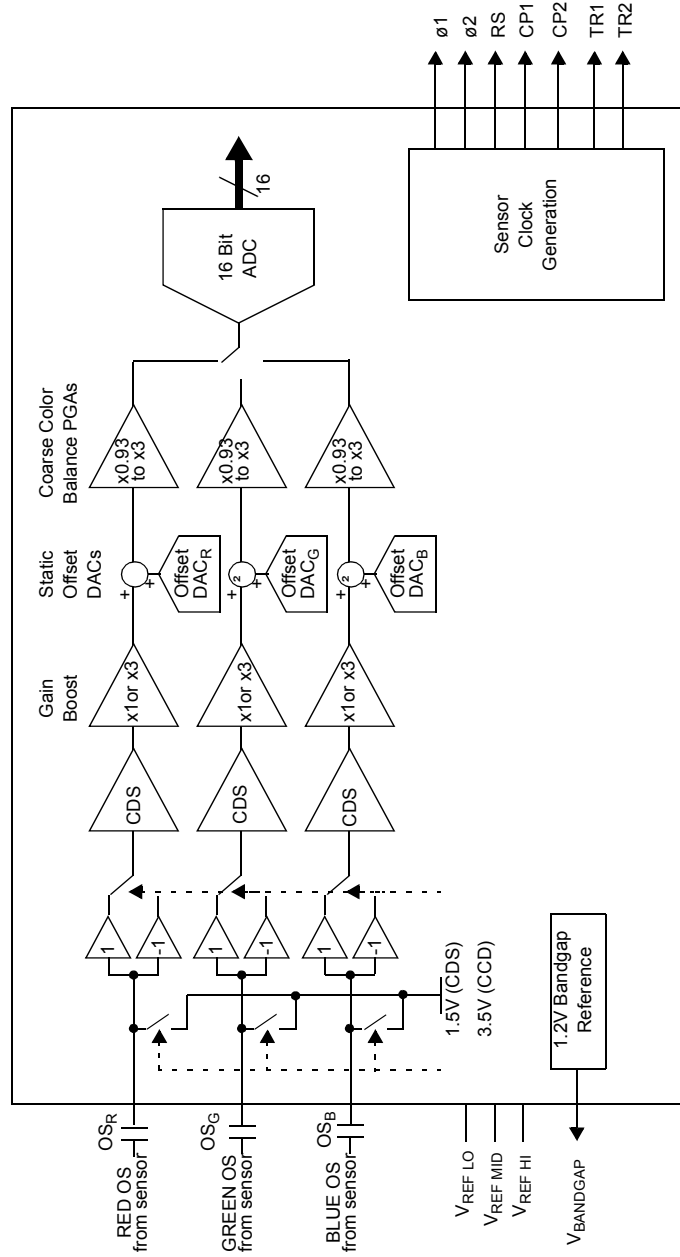 RED OS
from sensor
OSR
GREEN OS
from sensor
OSG
BLUE OS
from sensor
OSB
VREF LO
VREF MID
VREF HI
VBANDGAP
1.2V Bandgap
Reference
1.5V (CDS)
3.5V (CCD)
1
-1
1
-1
1
-1
CDS
CDS
CDS
Gain
Boost
x1or x3
x1or x3
x1or x3
Static
Offset
DACs
+
+
Offset
DACR
+
+
2
Offset
DACG
+
+
2
Offset
DACB
Coarse Color
Balance PGAs
x0.93
to x3
x0.93
to x3
x0.93
to x3
16 Bit
ADC
16
Sensor
Clock
Generation
ø1
ø2
RS
CP1
CP2
TR1
TR2